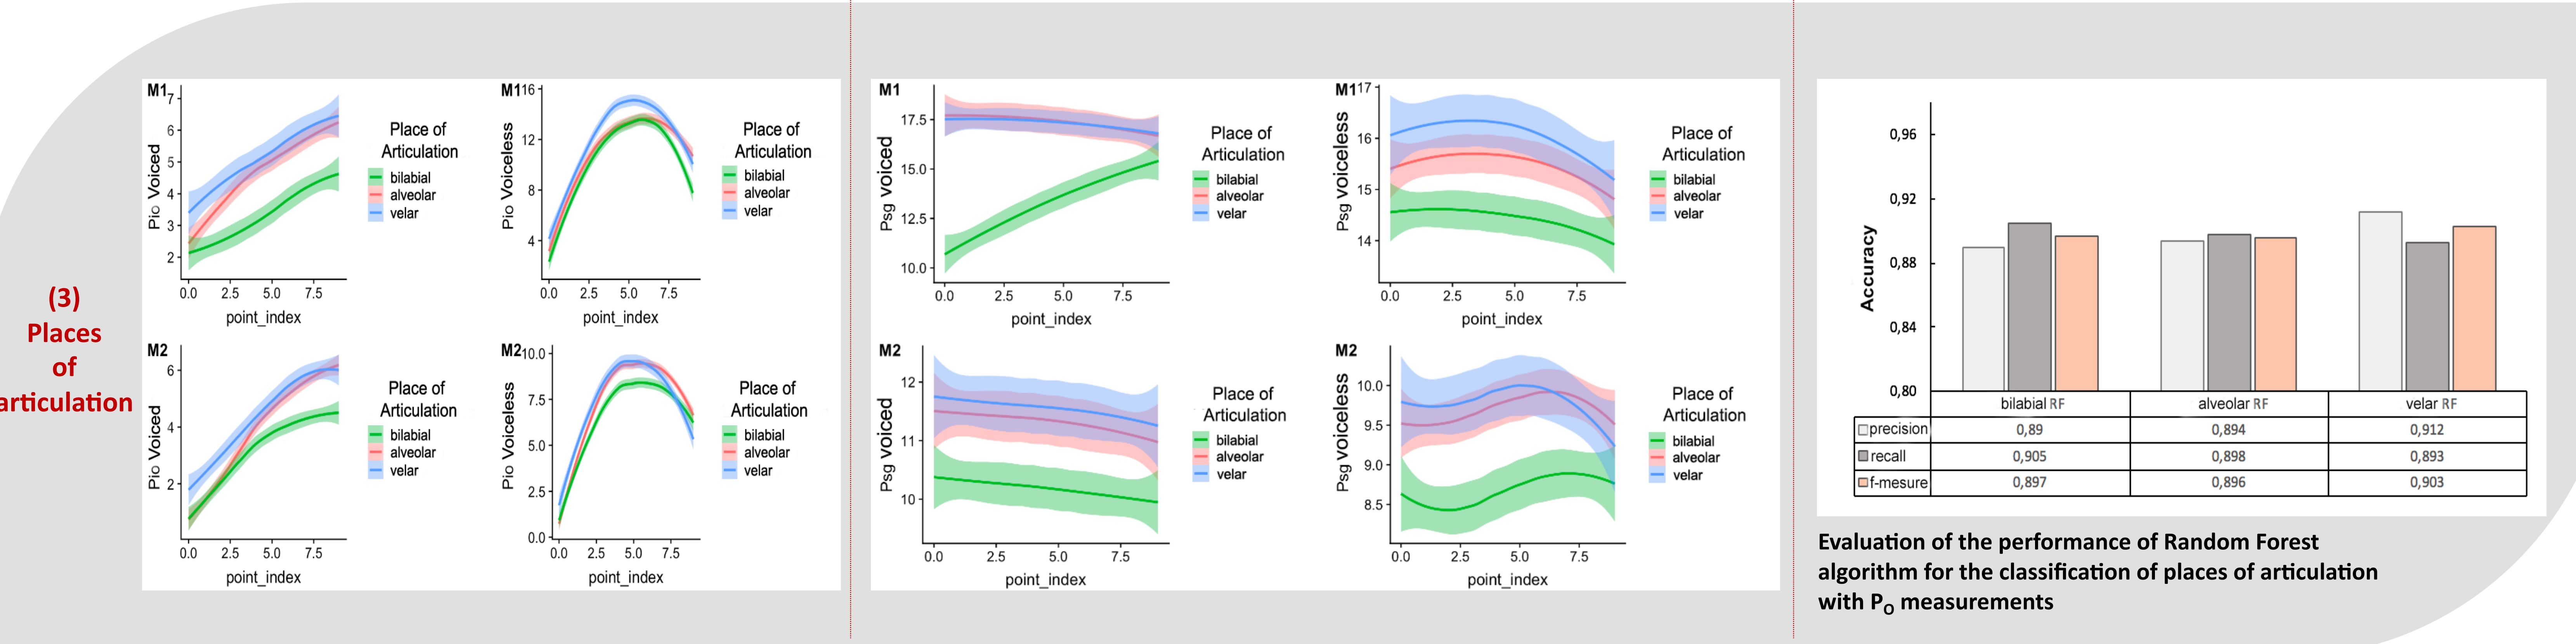 (3)
Places
of
articulation
M1
Pio Voiced
7
6
5
4
3
2
0.0 2.5 5.0 7.5
point_index
Place of
Articulation
bilabial
alveolar
velar
M1
Pio Voiceless
16
12
8
4
0.0 2.5 5.0 7.5
point_index
Place of
Articulation
bilabial
alveolar
velar
M2
Pio Voiced
6
4
2
0.0 2.5 5.0 7.5
point_index
Place of
Articulation
bilabial
alveolar
velar
M2
Pio Voiceless
10.0
7.5
5.0
2.5
0.0
0.0 2.5 5.0 7.5
point_index
Place of
Articulation
bilabial
alveolar
velar
M1
Psg voiced
17.5
15.0
12.5
10.0
0.0 2.5 5.0 7.5
point_index
Place of
Articulation
bilabial
alveolar
velar
M1
Psg voiceless
17
16
15
14
0.0 2.5 5.0 7.5
point_index
Place of
Articulation
bilabial
alveolar
velar
M2
Psg voiced
12
11
10
0.0 2.5 5.0 7.5
point_index
Place of
Articulation
bilabial
alveolar
velar
M2
Psg voiceless
10.0
9.5
9.0
8.5
0.0 2.5 5.0 7.5
point_index
Place of
Articulation
bilabial
alveolar
velar
Accuracy
0,96
0,92
0,88
0,84
0,80
bilabial RF alveolar RF velar RF
precision 0,89 0,894 0,912
recall 0,905 0,898 0,893
f-mesure 0,897 0,896 0,903
Evaluation of the performance of Random Forest
algorithm for the classification of places of articulation
with PO measurements